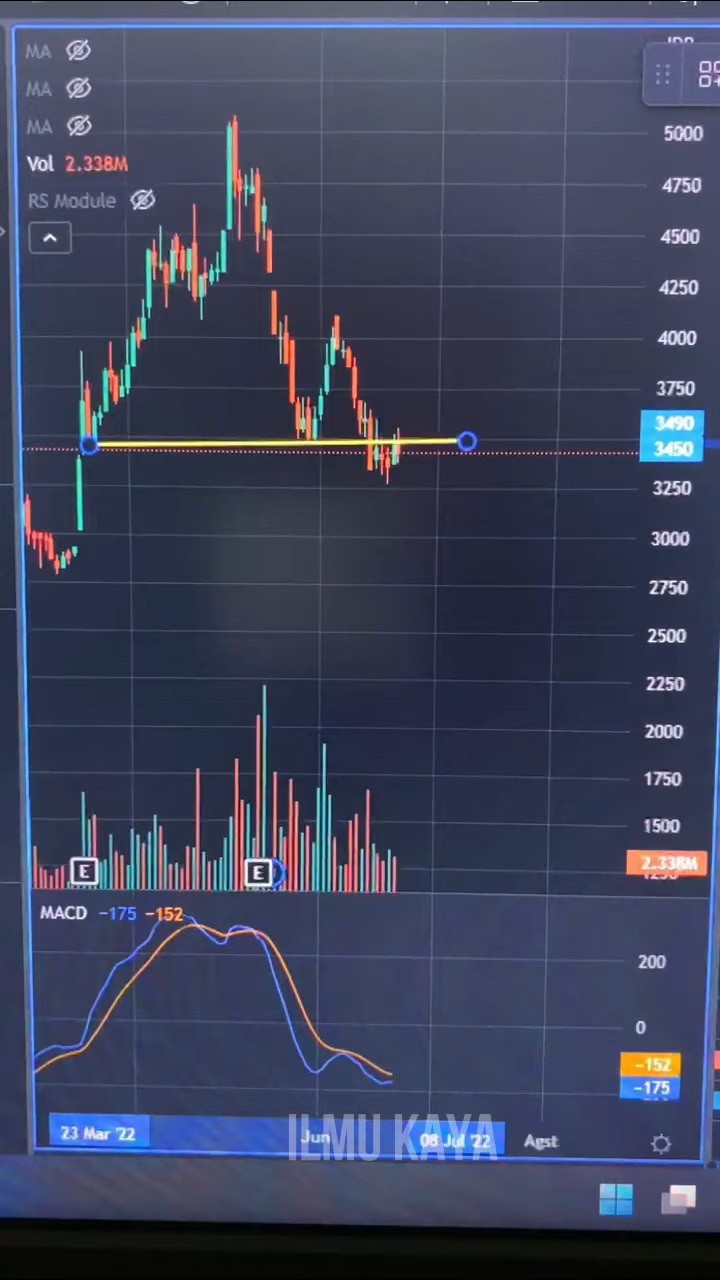 MA
MA
MA
Vol 2.338M
RS Module
5000
4750
4500
4250
4000
3750
3490
3450
3250
3000
2750
2500
2250
2000
1750
1500
2.338M
E
E
MACD -175 -152
200
0
-152
-175
23 Mar '22
Jun
08 Jul '22
Agst
ILMU KAYA